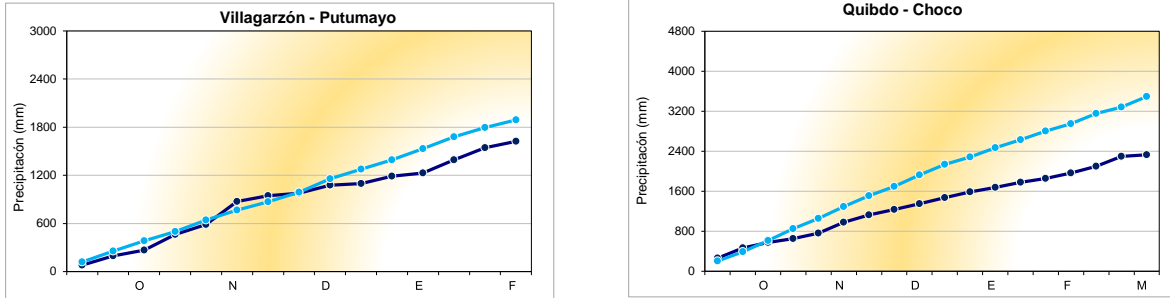 Villagarzón - Putumayo
Precipitacón (mm)
3000
2400
1800
1200
600
0
O N D E F
Quibdo - Choco
Precipitacón (mm)
4800
4000
3200
2400
1600
800
0
O N D E F M